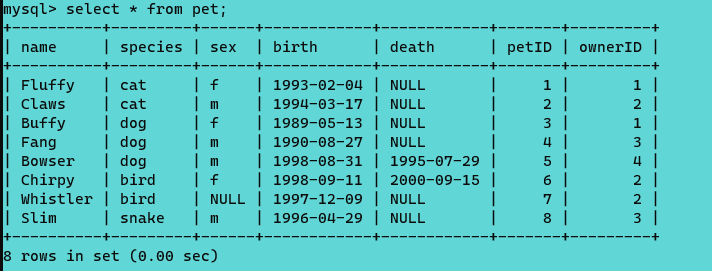 mysql> select * from pet;
+----------+---------+------+------------+------------+-------+---------+
| name     | species | sex  | birth      | death      | petID | ownerID |
+----------+---------+------+------------+------------+-------+---------+
| Fluffy   | cat     | f    | 1993-02-04 | NULL       |     1 |       1 |
| Claws    | cat     | m    | 1994-03-17 | NULL       |     2 |       2 |
| Buffy    | dog     | f    | 1989-05-13 | NULL       |     3 |       1 |
| Fang     | dog     | m    | 1990-08-27 | NULL       |     4 |       3 |
| Bowser   | dog     | m    | 1998-08-31 | 1995-07-29 |     5 |       4 |
| Chirpy   | bird    | f    | 1998-09-11 | 2000-09-15 |     6 |       2 |
| Whistler | bird    | NULL | 1997-12-09 | NULL       |     7 |       2 |
| Slim     | snake   | m    | 1996-04-29 | NULL       |     8 |       3 |
+----------+---------+------+------------+------------+-------+---------+
8 rows in set (0.00 sec)